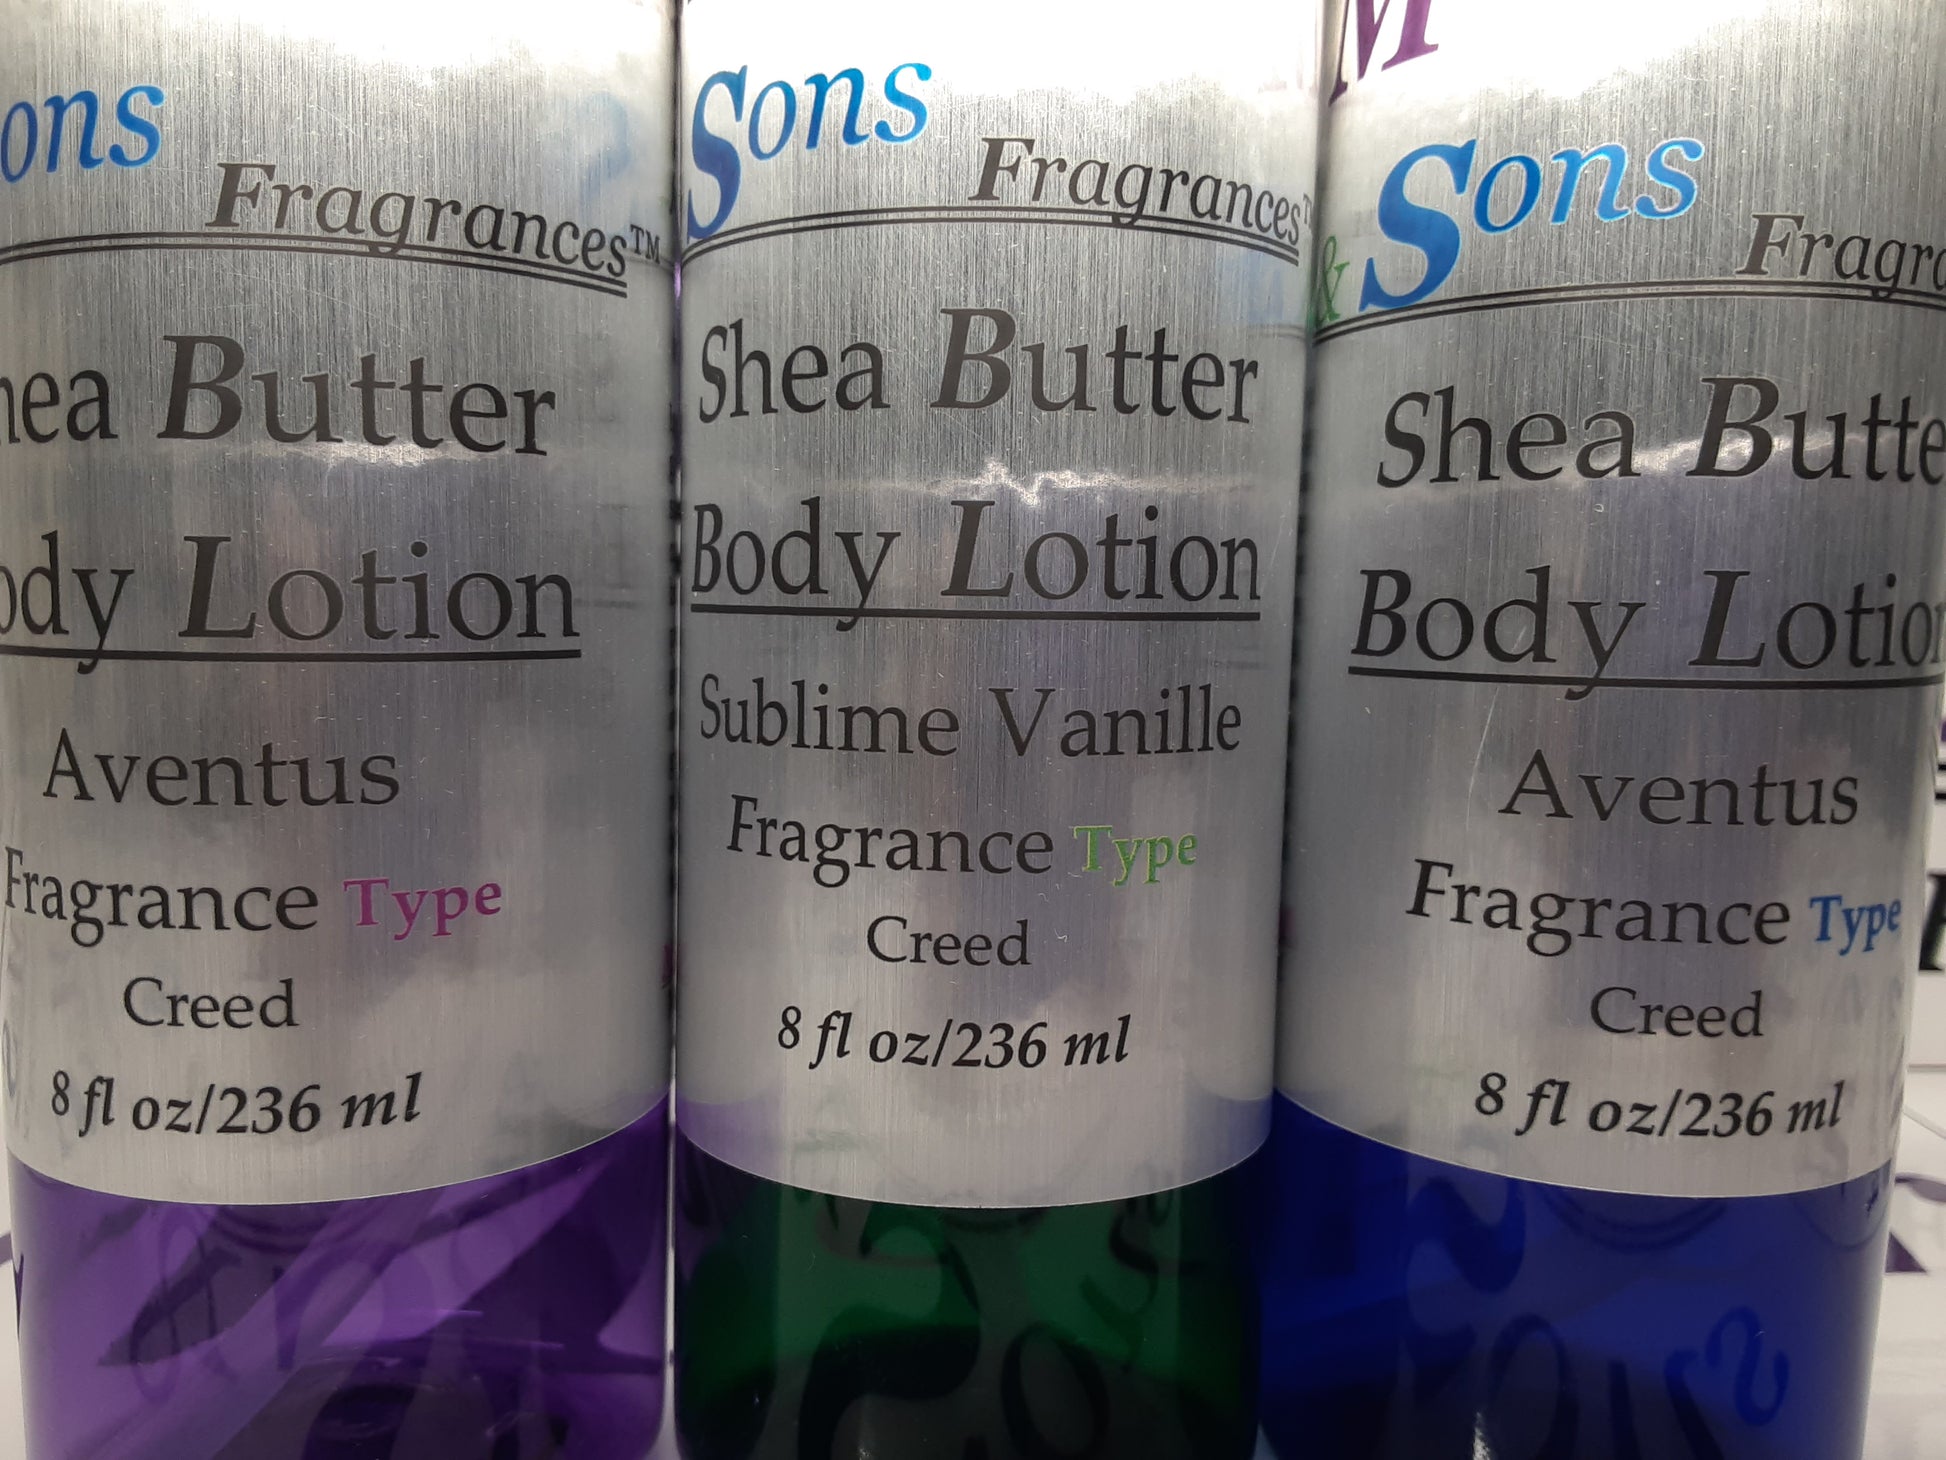 ons
Fragrances™
hea Butter
ody Lotion
Aventus
Fragrance Type
Creed
8 fl oz/236 ml
Sons
Fragrances™
Shea Butter
Body Lotion
Sublime Vanille
Fragrance Type
Creed
8 fl oz/236 ml
M
& Sons
Fragra
Shea Butte
Body Lotion
Aventus
Fragrance Type
Creed
8 fl oz/236 ml